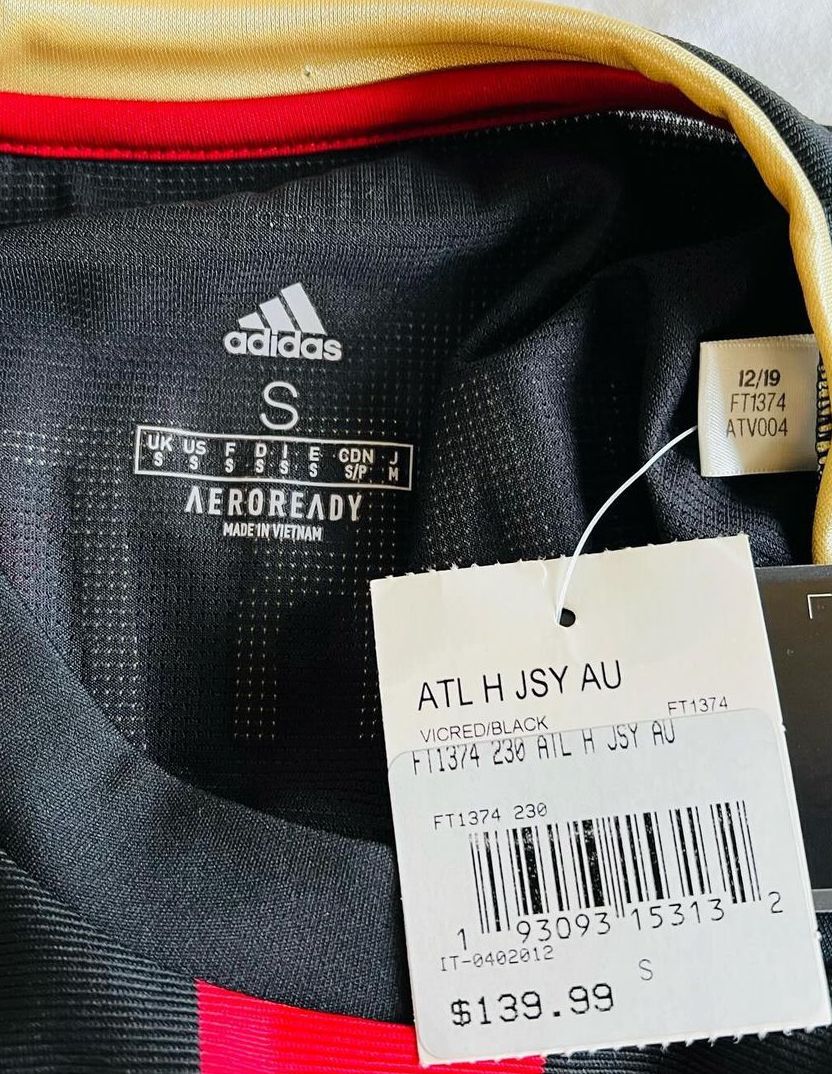 adidas
S
UK US F D I E CDN J
S S S S S S S/P M
AEROREADY
MADE IN VIETNAM
12/19
FT1374
ATV004
ATL H JSY AU
VICRED/BLACK FT1374
FT1374 230 ATL H JSY AU
FT1374 230
1 93093 15313 2
IT-0402012
S
$139.99